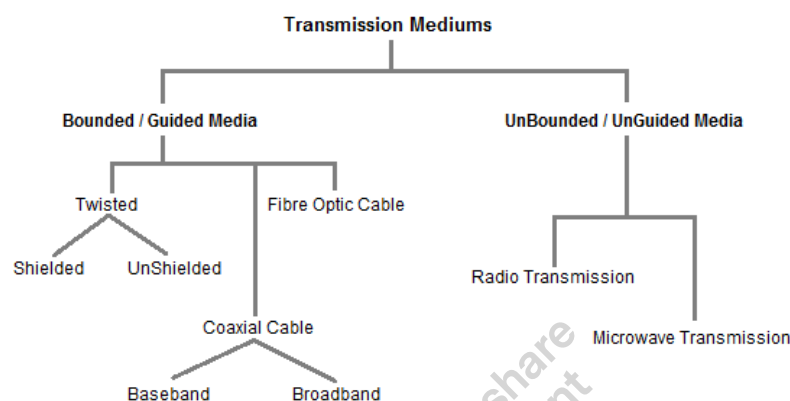 Transmission Mediums
Bounded / Guided Media
UnBounded / UnGuided Media
Twisted
Fibre Optic Cable
Shielded
UnShielded
Radio Transmission
Coaxial Cable
Microwave Transmission
Baseband
Broadband
share